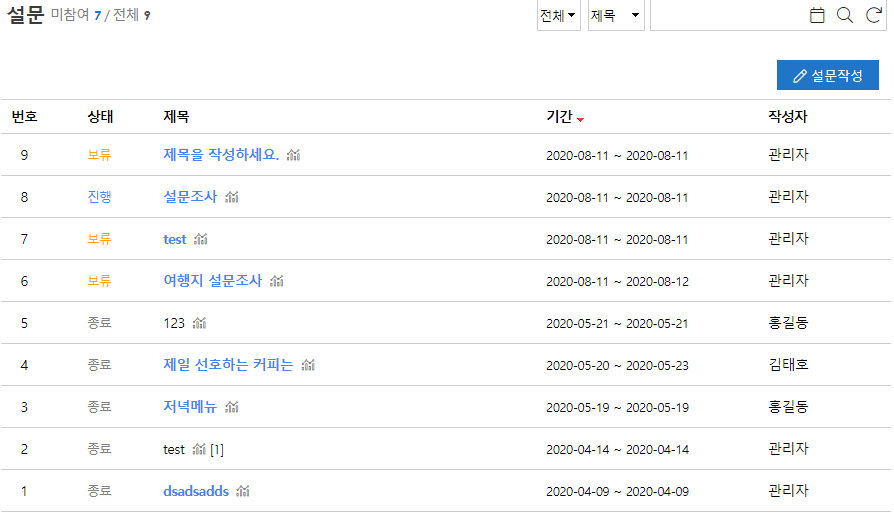 설문 미참여 7 / 전체 9 전체 제목
설문작성
번호 상태 제목 기간 작성자
9 보류 제목을 작성하세요. 2020-08-11 ~ 2020-08-11 관리자
8 진행 설문조사 2020-08-11 ~ 2020-08-11 관리자
7 보류 test 2020-08-11 ~ 2020-08-11 관리자
6 보류 여행지 설문조사 2020-08-11 ~ 2020-08-12 관리자
5 종료 123 2020-05-21 ~ 2020-05-21 홍길동
4 종료 제일 선호하는 커피는 2020-05-20 ~ 2020-05-23 김태호
3 종료 저녁메뉴 2020-05-19 ~ 2020-05-19 홍길동
2 종료 test [1] 2020-04-14 ~ 2020-04-14 관리자
1 종료 dsadsadds 2020-04-09 ~ 2020-04-09 관리자